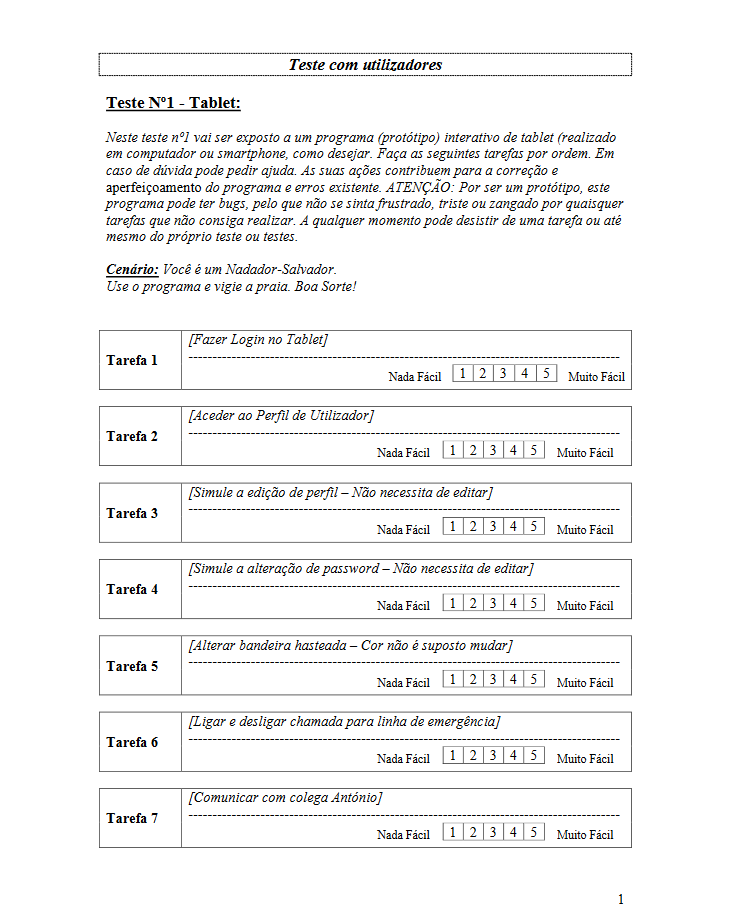 Teste com utilizadores
Teste Nº1 - Tablet:
Neste teste nº1 vai ser exposto a um programa (protótipo) interativo de tablet (realizado
em computador ou smartphone, como desejar. Faça as seguintes tarefas por ordem. Em
caso de dúvida pode pedir ajuda. As suas ações contribuem para a correção e
aperfeiçoamento do programa e erros existente. ATENÇÃO: Por ser um protótipo, este
programa pode ter bugs, pelo que não se sinta frustrado, triste ou zangado por quaisquer
tarefas que não consiga realizar. A qualquer momento pode desistir de uma tarefa ou até
mesmo do próprio teste ou testes.
Cenário: Você é um Nadador-Salvador.
Use o programa e vigie a praia. Boa Sorte!
Tarefa 1
[Fazer Login no Tablet]
Nada Fácil 1 2 3 4 5 Muito Fácil
Tarefa 2
[Aceder ao Perfil de Utilizador]
Nada Fácil 1 2 3 4 5 Muito Fácil
Tarefa 3
[Simule a edição de perfil – Não necessita de editar]
Nada Fácil 1 2 3 4 5 Muito Fácil
Tarefa 4
[Simule a alteração de password – Não necessita de editar]
Nada Fácil 1 2 3 4 5 Muito Fácil
Tarefa 5
[Alterar bandeira hasteada – Cor não é suposto mudar]
Nada Fácil 1 2 3 4 5 Muito Fácil
Tarefa 6
[Ligar e desligar chamada para linha de emergência]
Nada Fácil 1 2 3 4 5 Muito Fácil
Tarefa 7
[Comunicar com colega António]
Nada Fácil 1 2 3 4 5 Muito Fácil
1